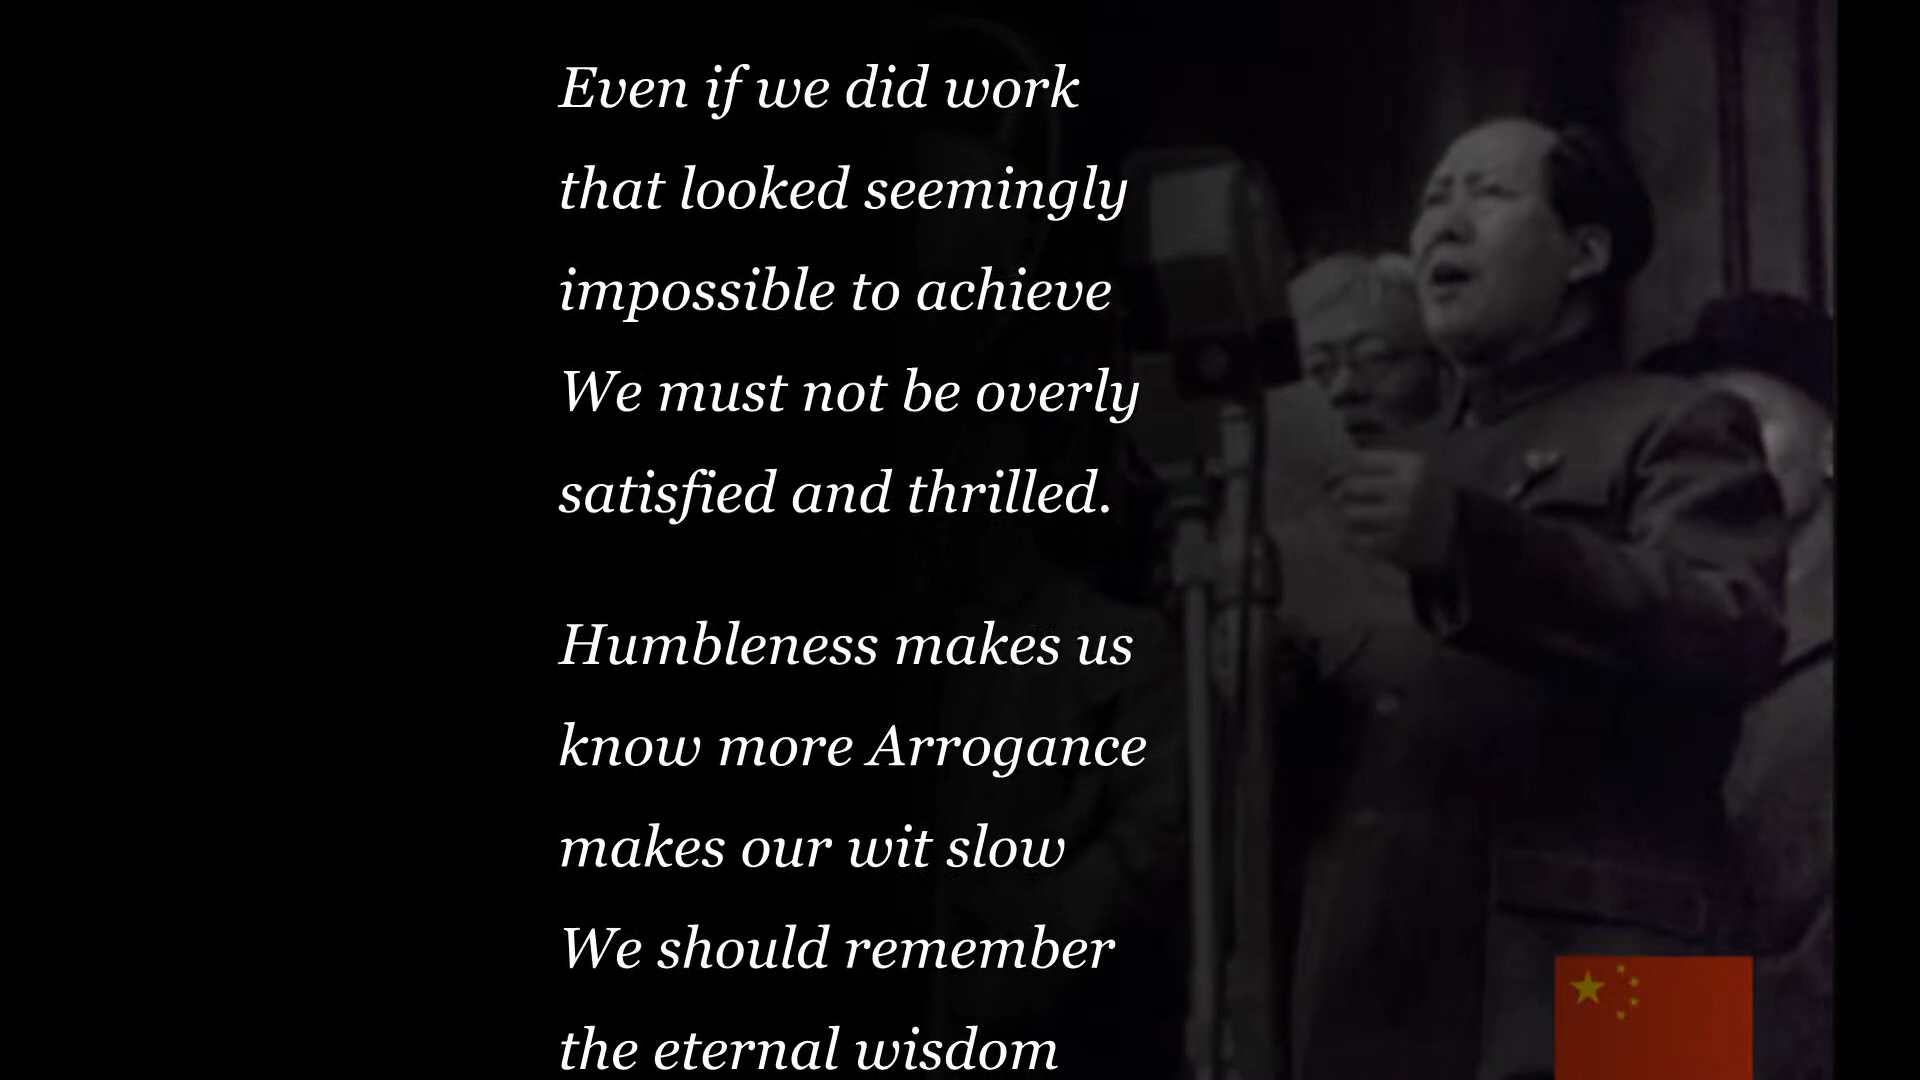 Even if we did work
that looked seemingly
impossible to achieve
We must not be overly
satisfied and thrilled.
Humbleness makes us
know more Arrogance
makes our wit slow
We should remember
the eternal wisdom